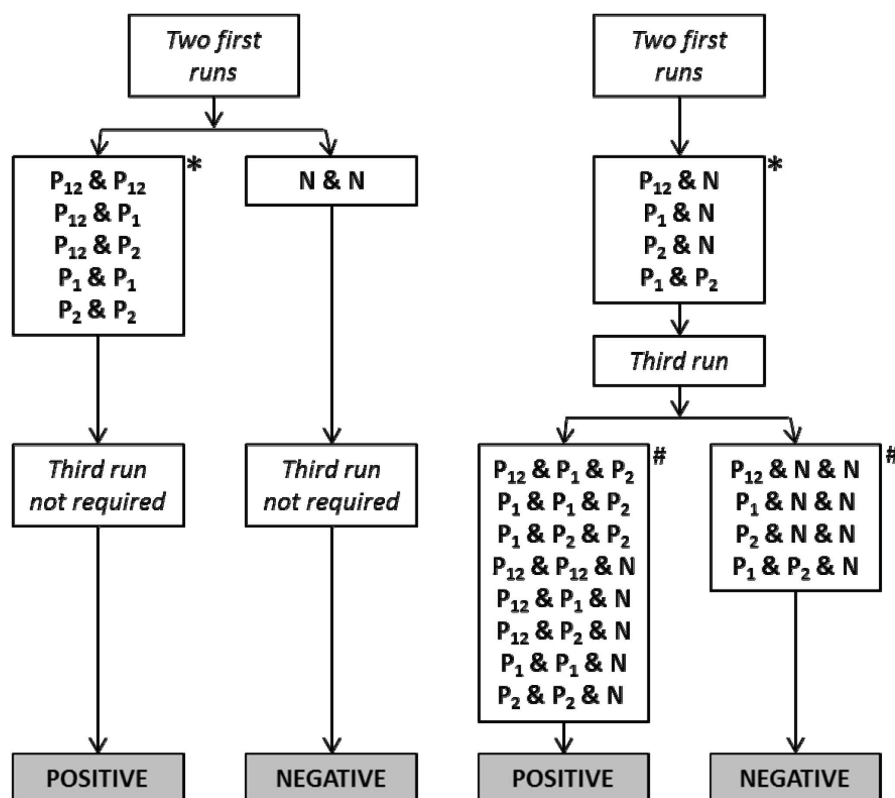 Two first
runs
P₁₂ & P₁₂
P₁₂ & P₁
P₁₂ & P₂
P₁ & P₁
P₂ & P₂
*
N & N
Third run
not required
Third run
not required
POSITIVE
NEGATIVE
Two first
runs
P₁₂ & N
P₁ & N
P₂ & N
P₁ & P₂
*
Third run
P₁₂ & P₁ & P₂
P₁ & P₁ & P₂
P₁ & P₂ & P₂
P₁₂ & P₁₂ & N
P₁₂ & P₁ & N
P₁₂ & P₂ & N
P₁ & P₁ & N
P₂ & P₂ & N
#
P₁₂ & N & N
P₁ & N & N
P₂ & N & N
P₁ & P₂ & N
#
POSITIVE
NEGATIVE